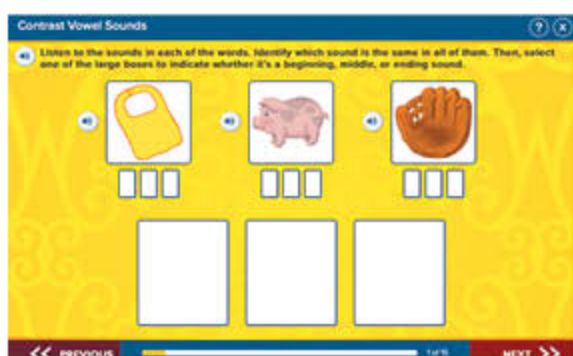 Contrast Vowel Sounds
?
X
Listen to the sounds in each of the words. Identify which sound is the same in all of them. Then, select
one of the large boxes to indicate whether it's a beginning, middle, or ending sound.
<< PREVIOUS
NEXT >>